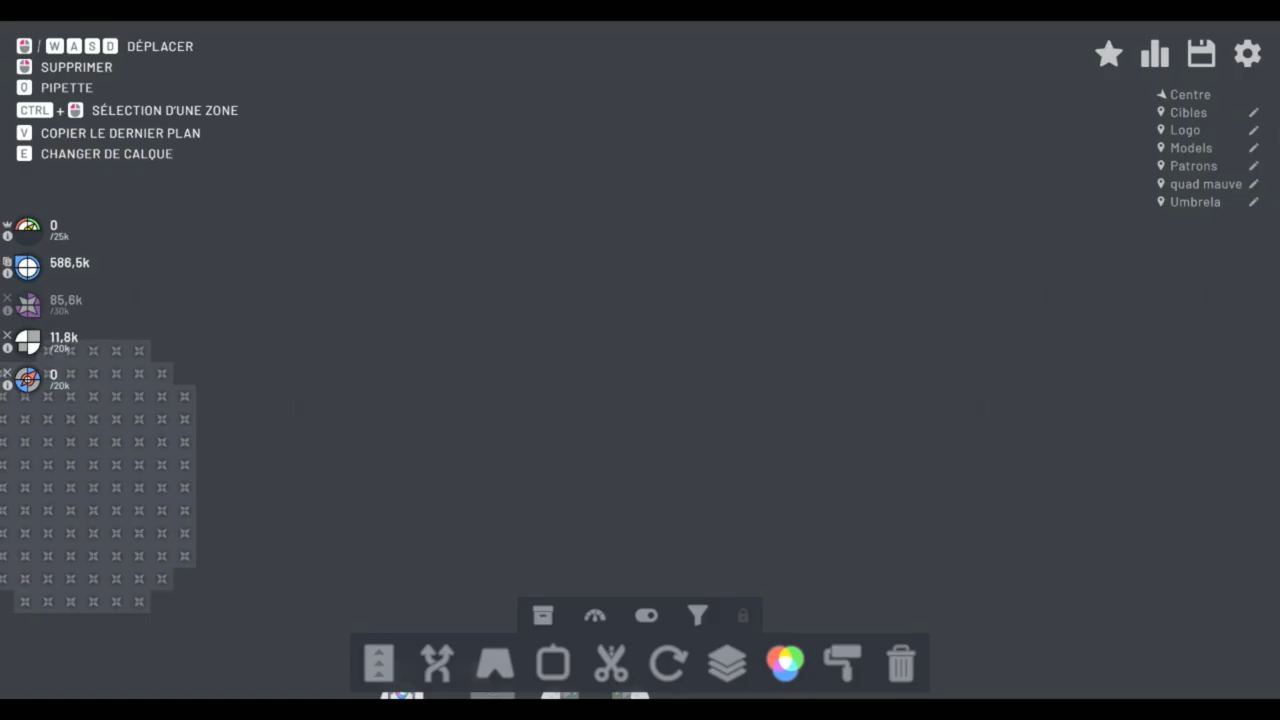 / W A S D DÉPLACER
SUPPRIMER
Q PIPETTE
CTRL + SÉLECTION D'UNE ZONE
V COPIER LE DERNIER PLAN
E CHANGER DE CALQUE
Centre
Cibles
Logo
Models
Patrons
quad mauve
Umbrela
0
/25k
586,5k
85,6k
/30k
11,8k
/20k
0
/20k